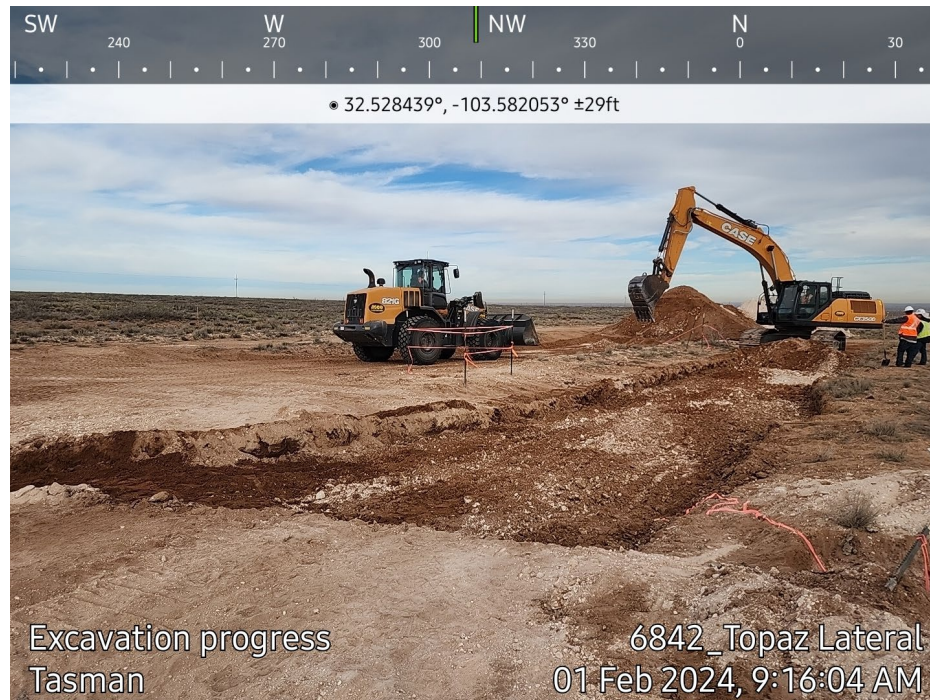 SW W NW N
240 270 300 330 0 30
32.528439°, -103.582053° ±29ft
CASE
821G
CX350D
Excavation progress
Tasman
6842_Topaz Lateral
01 Feb 2024, 9:16:04 AM